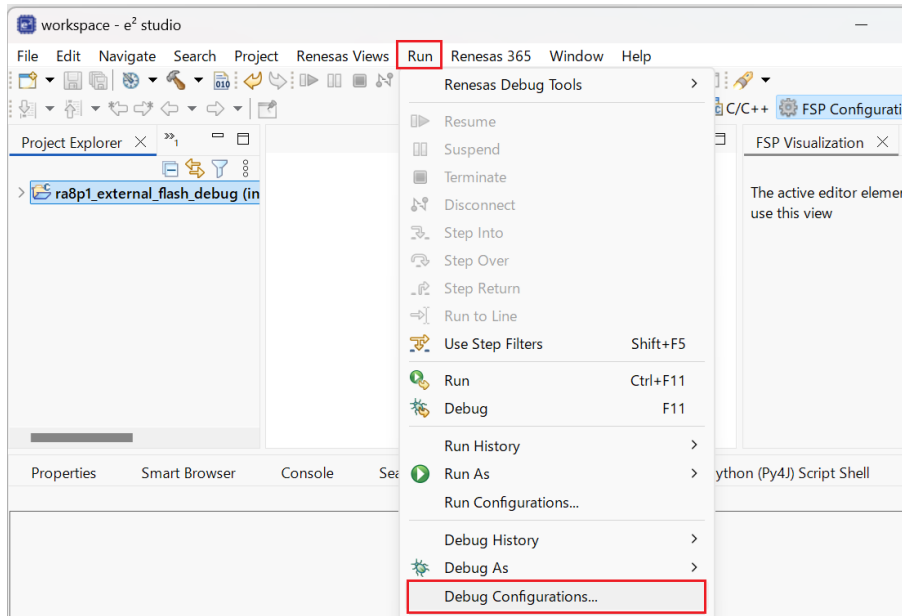 workspace - e² studio
File Edit Navigate Search Project Renesas Views Run Renesas 365 Window Help
Renesas Debug Tools
C/C++ FSP Configurati
Project Explorer
FSP Visualization
ra8p1_external_flash_debug (in
The active editor elemen
use this view
Resume
Suspend
Terminate
Disconnect
Step Into
Step Over
Step Return
Run to Line
Use Step Filters Shift+F5
Run Ctrl+F11
Debug F11
Run History
Properties Smart Browser Console Sea
Run As
ython (Py4J) Script Shell
Run Configurations...
Debug History
Debug As
Debug Configurations...